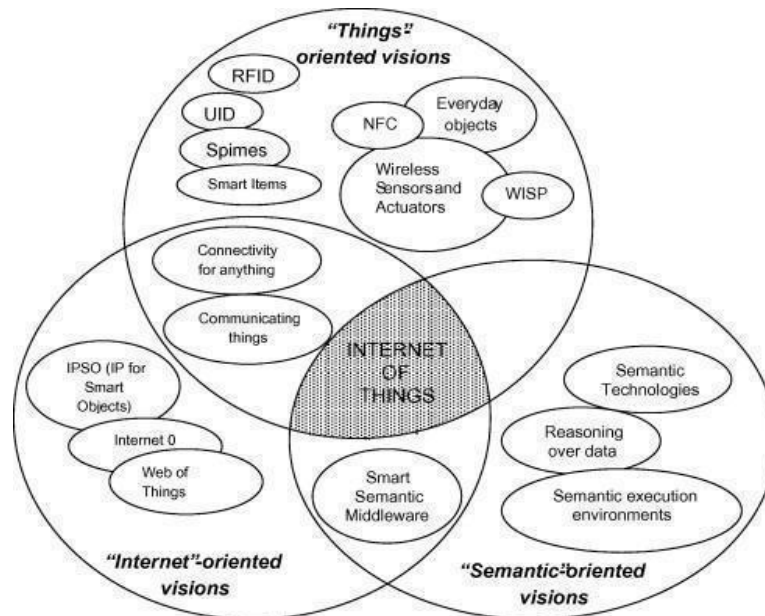 “Things”-
oriented visions
RFID
UID
Spimes
Smart Items
Everyday
objects
NFC
Wireless
Sensors and
Actuators
WISP
Connectivity
for anything
Communicating
things
INTERNET
OF
THINGS
IPSO (IP for
Smart
Objects)
Internet 0
Web of
Things
Semantic
Technologies
Reasoning
over data
Semantic execution
environments
Smart
Semantic
Middleware
“Internet”-oriented
visions
“Semantic”-oriented
visions